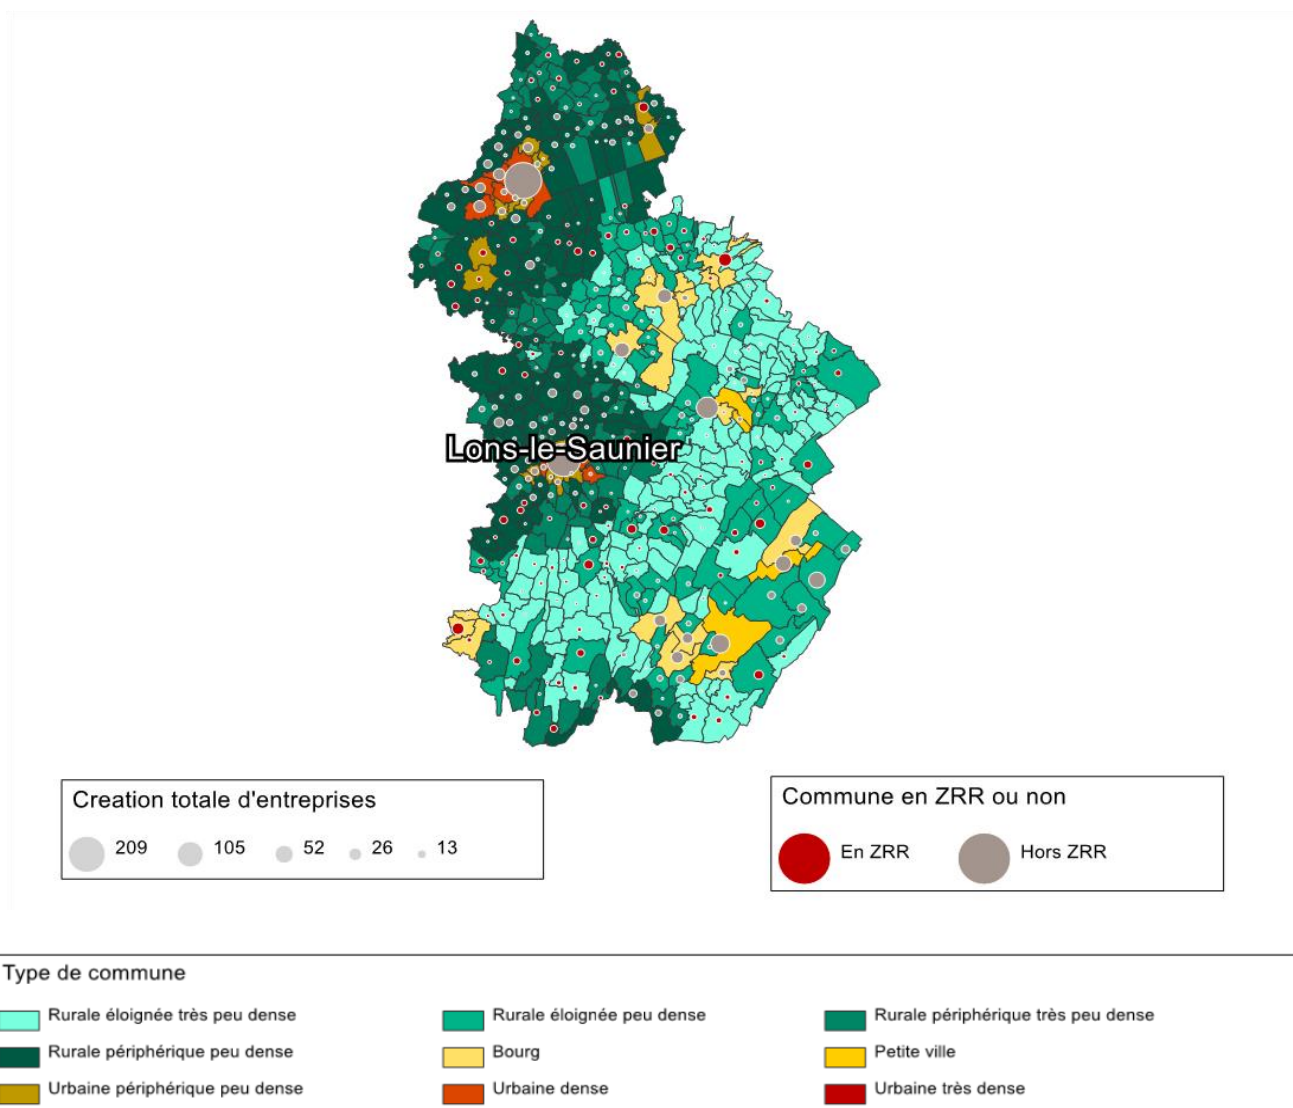 Lons-le-Saunier
Creation totale d'entreprises
209 105 52 26 13
Commune en ZRR ou non
En ZRR Hors ZRR
Type de commune
Rurale éloignée très peu dense Rurale éloignée peu dense Rurale périphérique très peu dense
Rurale périphérique peu dense Bourg Petite ville
Urbaine périphérique peu dense Urbaine dense Urbaine très dense